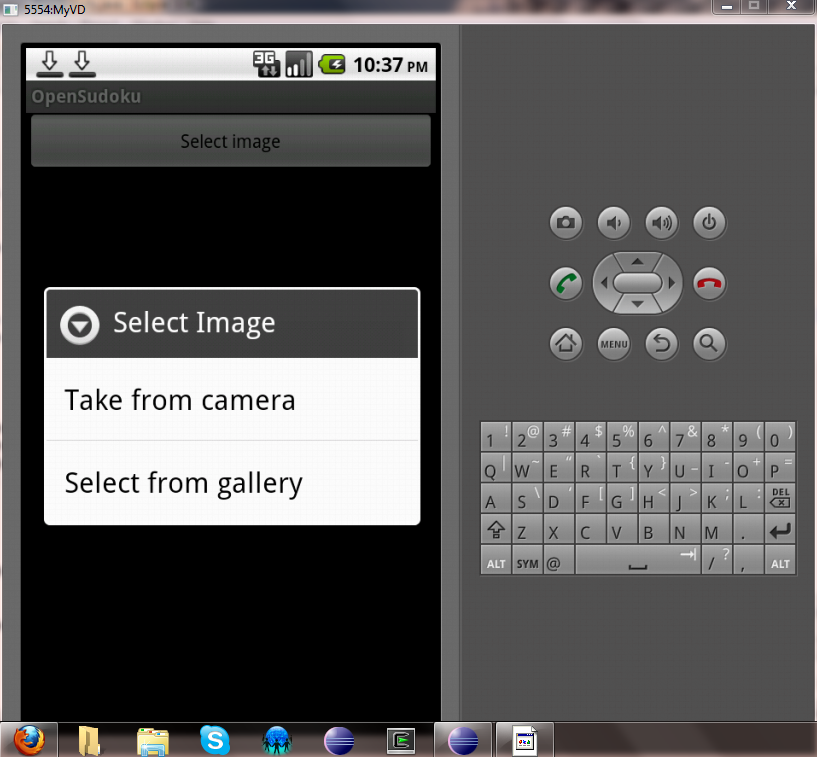 5554:MyVD
3G 10:37 PM
OpenSudoku
Select image
Select Image
Take from camera
Select from gallery
MENU
1 ! 2 @ 3 # 4 $ 5 % 6 ^ 7 & 8 * 9 ( 0 )
Q | W ~ E " R ` T { Y } U _ I - O + P =
A S \ D ' F [ G ] H < J > K ; L : DEL
Z X C V B N M .
ALT SYM @ / ? , ALT